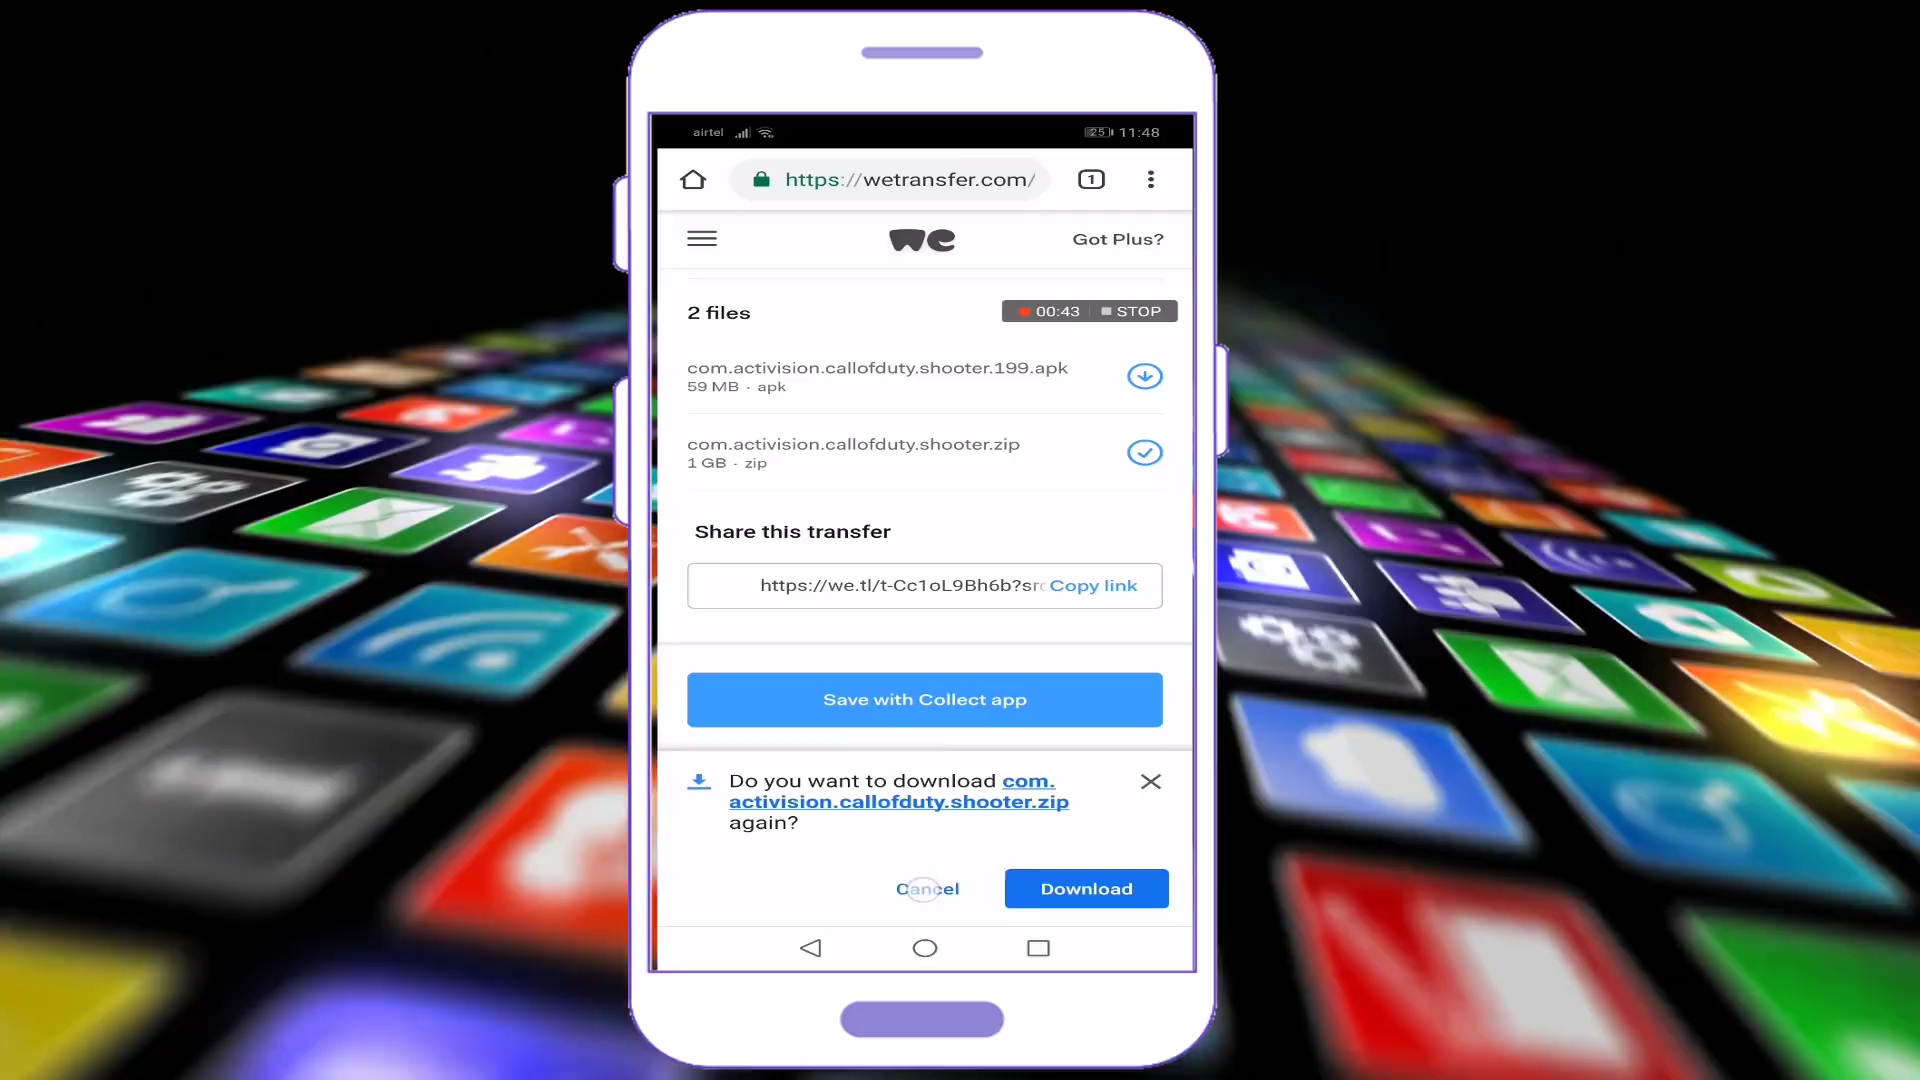 airtel 25 11:48
https://wetransfer.com/ 1
we Got Plus?
2 files 00:43 STOP
com.activision.callofduty.shooter.199.apk
59 MB · apk
com.activision.callofduty.shooter.zip
1 GB · zip
Share this transfer
https://we.tl/t-Cc1oL9Bh6b?src Copy link
Save with Collect app
Do you want to download com.
activision.callofduty.shooter.zip
again?
Cancel Download